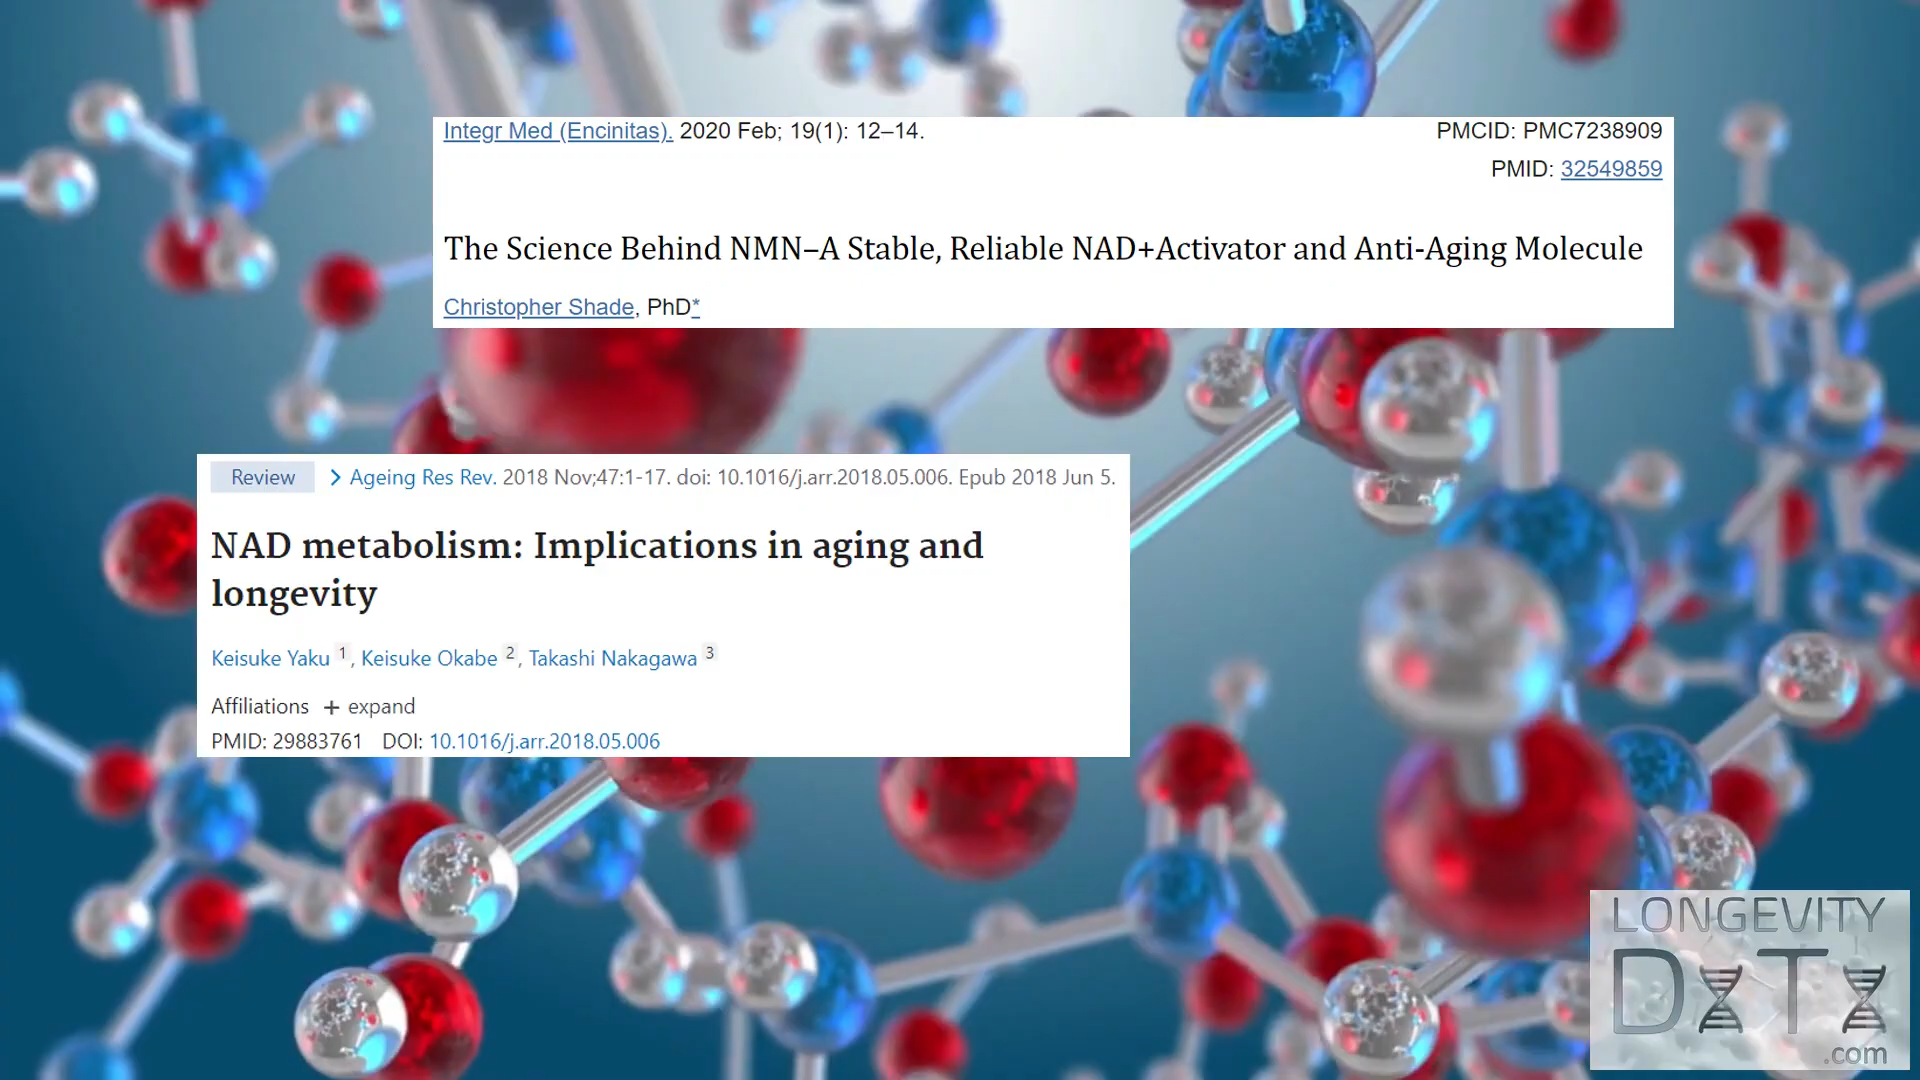 Integr Med (Encinitas). 2020 Feb; 19(1): 12–14.
PMCID: PMC7238909
PMID: 32549859
The Science Behind NMN–A Stable, Reliable NAD+Activator and Anti-Aging Molecule
Christopher Shade, PhD*
Review > Ageing Res Rev. 2018 Nov;47:1-17. doi: 10.1016/j.arr.2018.05.006. Epub 2018 Jun 5.
NAD metabolism: Implications in aging and
longevity
Keisuke Yaku 1, Keisuke Okabe 2, Takashi Nakagawa 3
Affiliations + expand
PMID: 29883761 DOI: 10.1016/j.arr.2018.05.006
LONGEVITY
DATA
.com